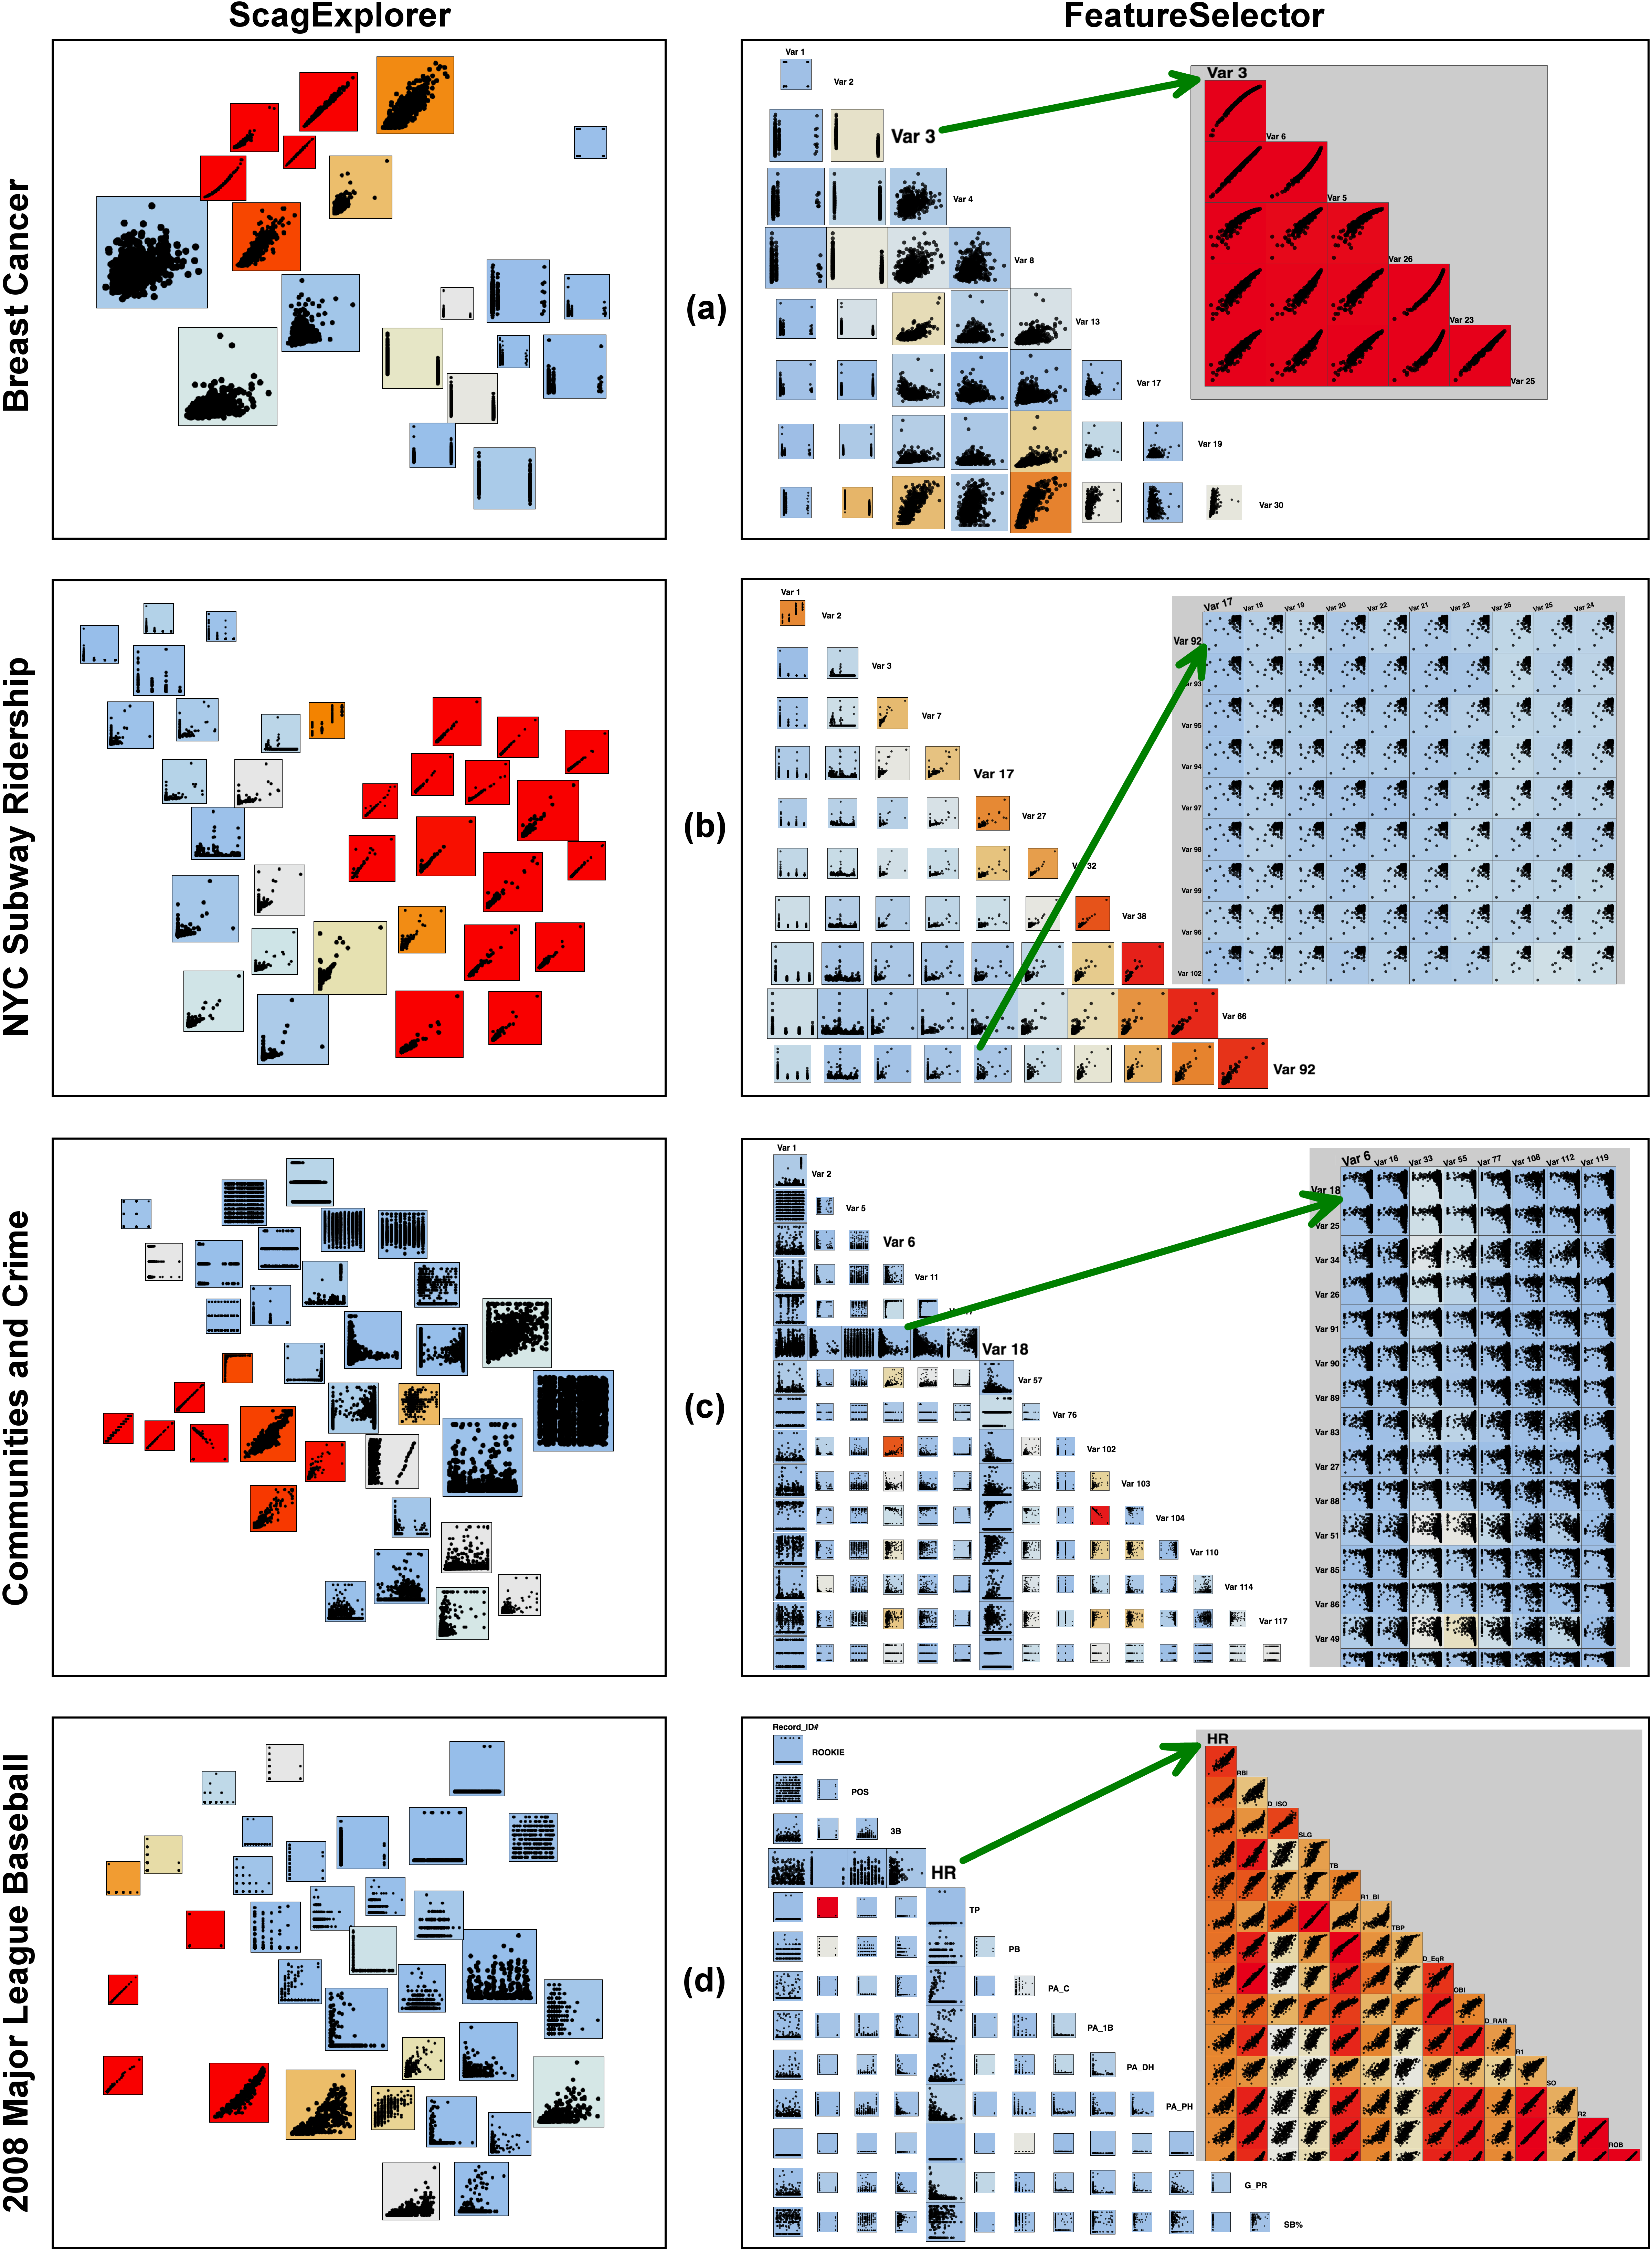 ScagExplorer
FeatureSelector
Breast Cancer
(a)
Var 1
Var 2
Var 3
Var 4
Var 8
Var 13
Var 17
Var 19
Var 30
Var 3
Var 6
Var 5
Var 26
Var 23
Var 25
NYC Subway Ridership
(b)
Var 1
Var 2
Var 3
Var 7
Var 17
Var 27
Var 38
Var 66
Var 92
Var 17 Var 18 Var 19 Var 20 Var 22 Var 21 Var 23 Var 26 Var 25 Var 24
Var 92
Var 95
Var 94
Var 97
Var 98
Var 99
Var 96
Var 102
Communities and Crime
(c)
Var 1
Var 2
Var 5
Var 6
Var 11
Var 18
Var 57
Var 76
Var 102
Var 103
Var 104
Var 110
Var 114
Var 117
Var 6 Var 16 Var 33 Var 55 Var 77 Var 108 Var 112 Var 119
Var 18
Var 25
Var 34
Var 26
Var 91
Var 90
Var 89
Var 83
Var 27
Var 88
Var 51
Var 85
Var 86
Var 49
2008 Major League Baseball
(d)
Record_ID#
ROOKIE
POS
3B
HR
TP
PB
PA_C
PA_1B
PA_DH
PA_PH
G_PR
SB%
HR
RBI
D_ISO
SLG
TB
R1_BI
TBP
D_EqR
OBI
D_RAR
R1
SO
R2
ROB